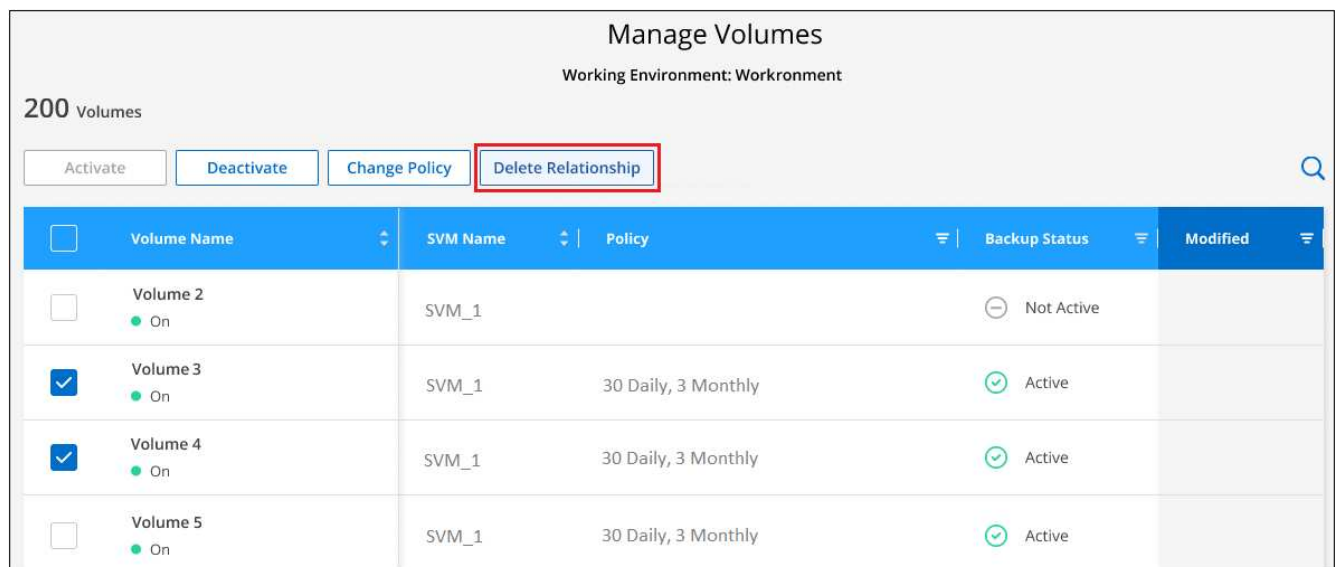 Manage Volumes
Working Environment: Workronment
200 Volumes
Activate Deactivate Change Policy Delete Relationship
Volume Name SVM Name Policy Backup Status Modified
Volume 2
On
SVM_1 Not Active
Volume 3
On
SVM_1 30 Daily, 3 Monthly Active
Volume 4
On
SVM_1 30 Daily, 3 Monthly Active
Volume 5
On
SVM_1 30 Daily, 3 Monthly Active